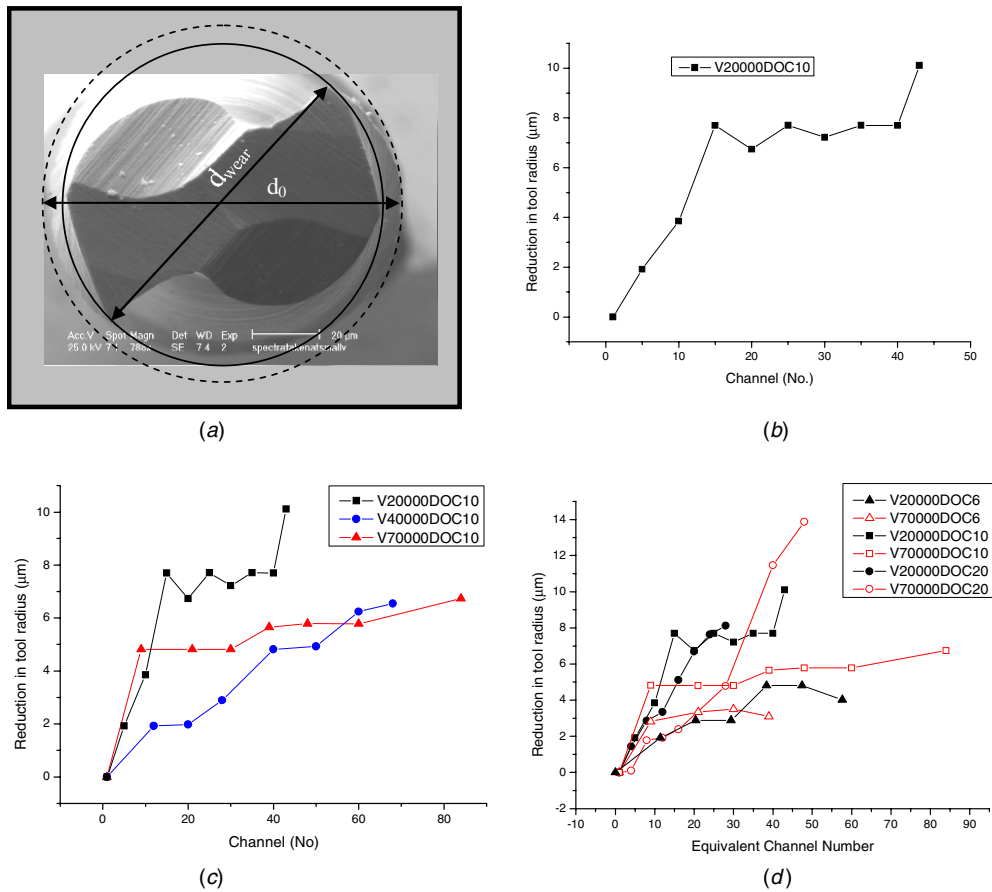 d_wear
d_0
Acc.V Spot Magn Det WD Exp 20 μm
25.0 kV SE 7.4 2 spectratakenatsmallv
(a)
10
8
6
4
2
0
Reduction in tool radius (μm)
V20000DOC10
0 10 20 30 40 50
Channel (No.)
(b)
10
8
6
4
2
0
Reduction in tool radius (μm)
V20000DOC10
V40000DOC10
V70000DOC10
0 20 40 60 80
Channel (No)
(c)
14
12
10
8
6
4
2
0
-2
Reduction in tool radius (μm)
V20000DOC6
V70000DOC6
V20000DOC10
V70000DOC10
V20000DOC20
V70000DOC20
-10 0 10 20 30 40 50 60 70 80 90
Equivalent Channel Number
(d)